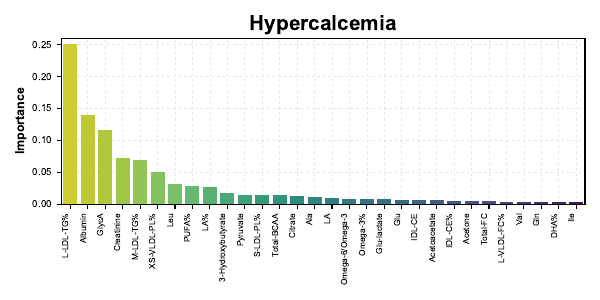 Hypercalcemia
Importance
0.25
0.20
0.15
0.10
0.05
0.00
L-LDL-TG%
Albumin
GlycA
Creatinine
M-LDL-TG%
XS-VLDL-PL%
Leu
PUFA%
LA%
3-Hydroxybutyrate
Pyruvate
S-LDL-PL%
Total-BCAA
Citrate
Ala
LA
Omega-6/Omega-3
Omega-3%
Glu-lactate
Glu
IDL-CE
Acetoacetate
IDL-CE%
Acetone
Total-FC
L-VLDL-FC%
Val
Gln
DHA%
Ile